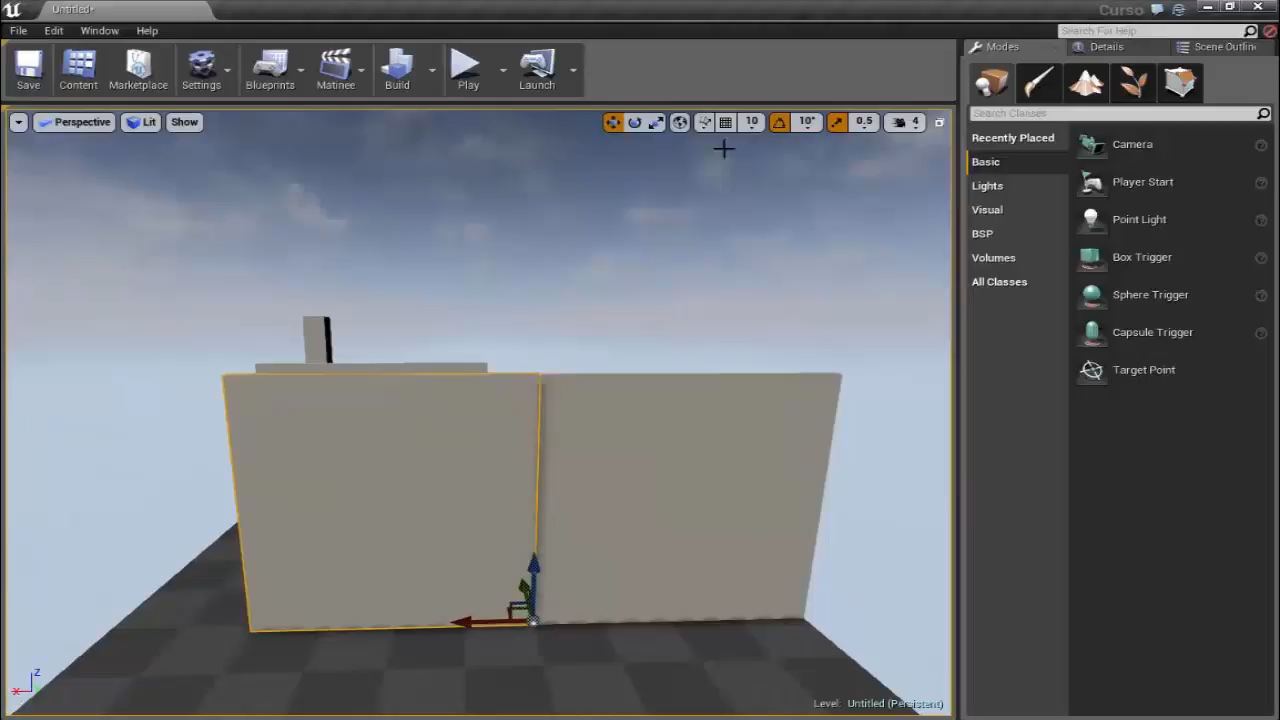 Untitled*
Curso
File Edit Window Help
Search For Help
Save Content Marketplace Settings Blueprints Matinee Build Play Launch
Modes Details Scene Outlin
Perspective Lit Show 10 10° 0.5 4
Search Classes
Recently Placed
Basic
Lights
Visual
BSP
Volumes
All Classes
Camera
Player Start
Point Light
Box Trigger
Sphere Trigger
Capsule Trigger
Target Point
Z
X
Level: Untitled (Persistent)